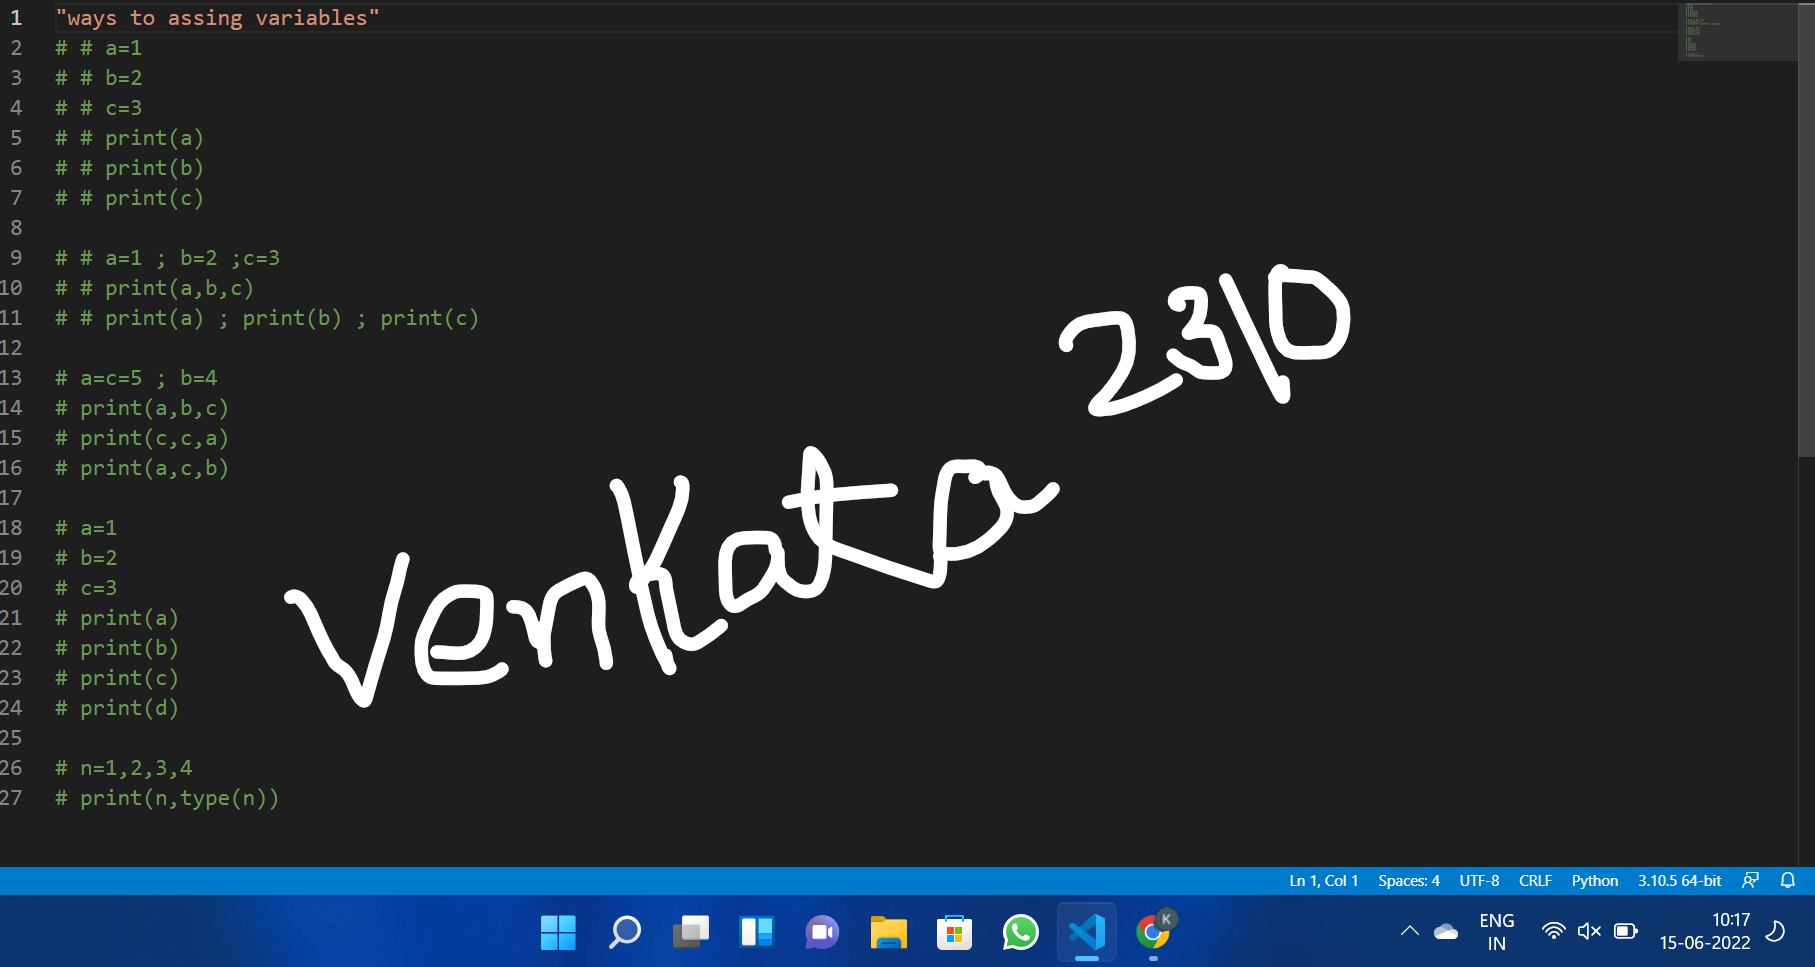 1 "ways to assing variables"
2 # # a=1
3 # # b=2
4 # # c=3
5 # # print(a)
6 # # print(b)
7 # # print(c)
8
9 # # a=1 ; b=2 ;c=3
10 # # print(a,b,c)
11 # # print(a) ; print(b) ; print(c)
12
13 # a=c=5 ; b=4
14 # print(a,b,c)
15 # print(c,c,a)
16 # print(a,c,b)
17
18 # a=1
19 # b=2
20 # c=3
21 # print(a)
22 # print(b)
23 # print(c)
24 # print(d)
25
26 # n=1,2,3,4
27 # print(n,type(n))
Venkata 2310
Ln 1, Col 1 Spaces: 4 UTF-8 CRLF Python 3.10.5 64-bit
K
ENG
IN
10:17
15-06-2022